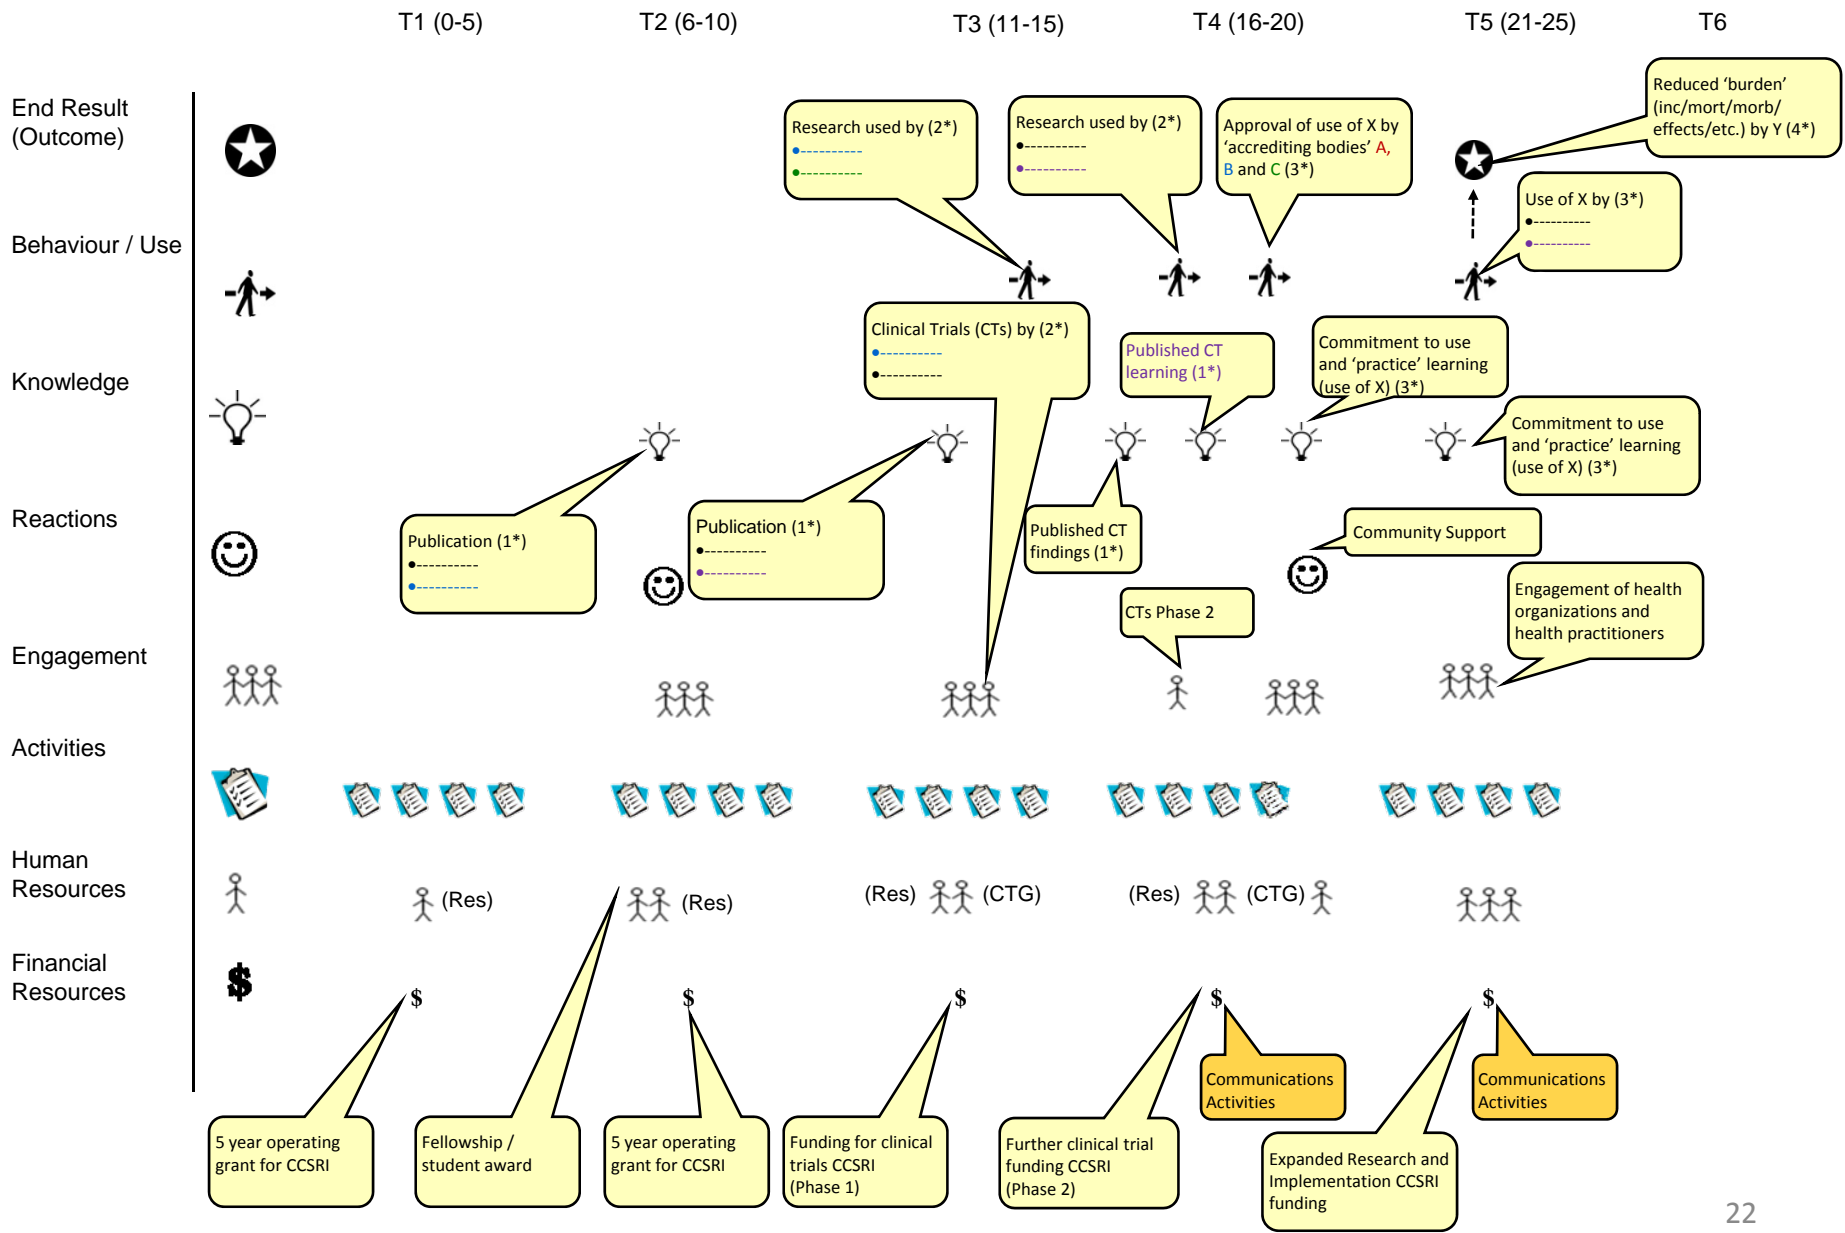 T1 (0-5)
T2 (6-10)
T3 (11-15)
T4 (16-20)
T5 (21-25)
T6
End Result
(Outcome)
Research used by (2*)
•----------
•----------
Research used by (2*)
•----------
•----------
Approval of use of X by
‘accrediting bodies’ A,
B and C (3*)
Reduced ‘burden’
(inc/mort/morb/
effects/etc.) by Y (4*)
Behaviour / Use
Use of X by (3*)
•----------
•----------
Knowledge
Clinical Trials (CTs) by (2*)
•----------
•----------
Published CT
learning (1*)
Commitment to use
and ‘practice’ learning
(use of X) (3*)
Commitment to use
and ‘practice’ learning
(use of X) (3*)
Reactions
Publication (1*)
•----------
•----------
Publication (1*)
•----------
•----------
Published CT
findings (1*)
Community Support
Engagement
CTs Phase 2
Engagement of health
organizations and
health practitioners
Activities
Human
Resources
(Res)
(Res)
(Res)
(CTG)
(Res)
(CTG)
Financial
Resources
$
$
$
$
$
$
5 year operating
grant for CCSRI
Fellowship /
student award
5 year operating
grant for CCSRI
Funding for clinical
trials CCSRI
(Phase 1)
Further clinical trial
funding CCSRI
(Phase 2)
Communications
Activities
Expanded Research and
Implementation CCSRI
funding
Communications
Activities
22